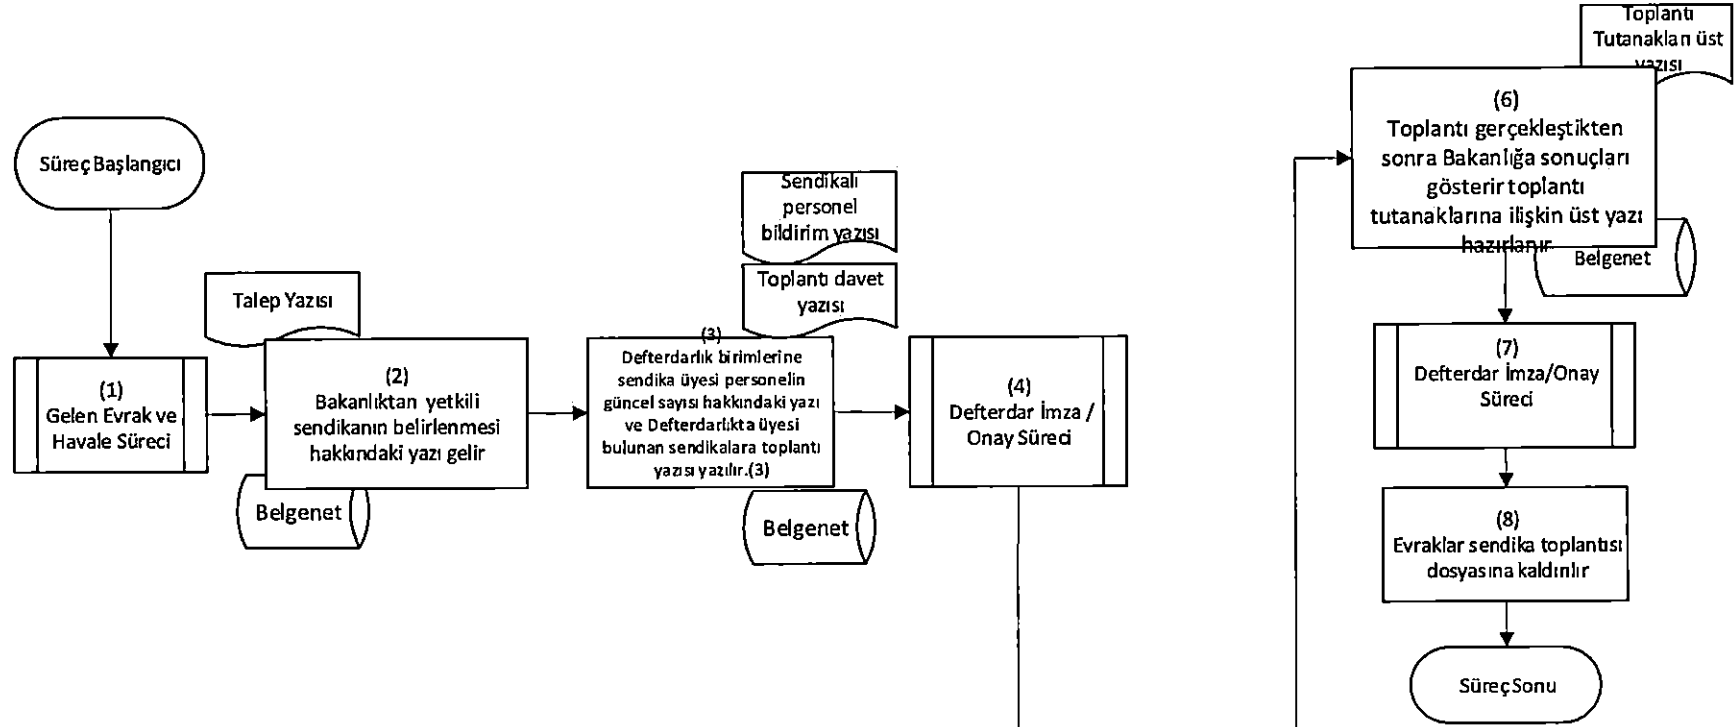 Süreç Başlangıcı
Talep Yazısı
(1)
Gelen Evrak ve
Havale Süreci
(2)
Bakanlıktan yetkili
sendikanın belirlenmesi
hakkındaki yazı gelir
Belgenet
Sendikalı
personel
bildirim yazısı
Toplantı davet
yazısı
(3)
Defterdarlık birimlerine
sendika üyesi personelin
güncel sayısı hakkındaki yazı
ve Defterdarlıkta üyesi
bulunan sendikalara toplantı
yazısı yazılır.(3)
Belgenet
(4)
Defterdar İmza /
Onay Süreci
Toplantı
Tutanakları üst
yazısı
(6)
Toplantı gerçekleştikten
sonra Bakanlığa sonuçları
gösterir toplantı
tutanaklarına ilişkin üst yazı
hazırlanır
Belgenet
(7)
Defterdar İmza/Onay
Süreci
(8)
Evraklar sendika toplantısı
dosyasına kaldırılır
Süreç Sonu